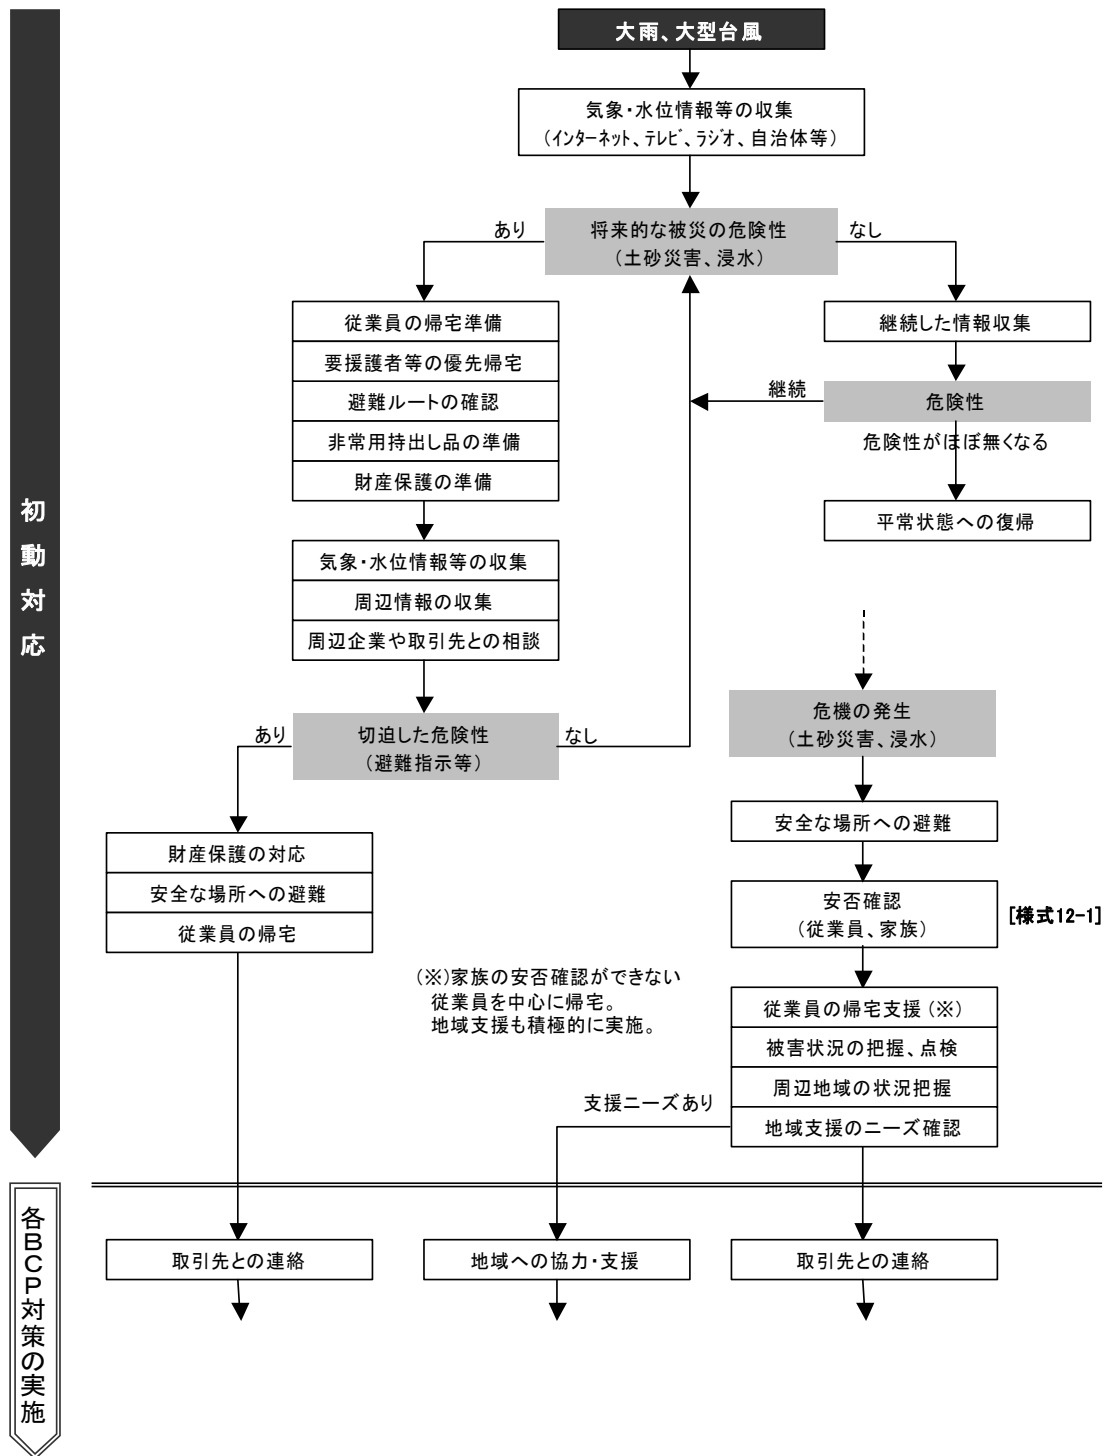 大雨、大型台風
気象・水位情報等の収集
（インターネット、テレビ、ラジオ、自治体等）
将来的な被災の危険性
（土砂災害、浸水）
あり
なし
従業員の帰宅準備
要援護者等の優先帰宅
避難ルートの確認
非常用持出し品の準備
財産保護の準備
継続した情報収集
継続
危険性
危険性がほぼ無くなる
平常状態への復帰
気象・水位情報等の収集
周辺情報の収集
周辺企業や取引先との相談
切迫した危険性
（避難指示等）
あり
なし
危機の発生
（土砂災害、浸水）
財産保護の対応
安全な場所への避難
従業員の帰宅
安全な場所への避難
安否確認
（従業員、家族）
[様式12-1]
(※)家族の安否確認ができない
従業員を中心に帰宅。
地域支援も積極的に実施。
従業員の帰宅支援(※)
被害状況の把握、点検
周辺地域の状況把握
地域支援のニーズ確認
支援ニーズあり
取引先との連絡
地域への協力・支援
取引先との連絡
初動対応
各BCP対策の実施